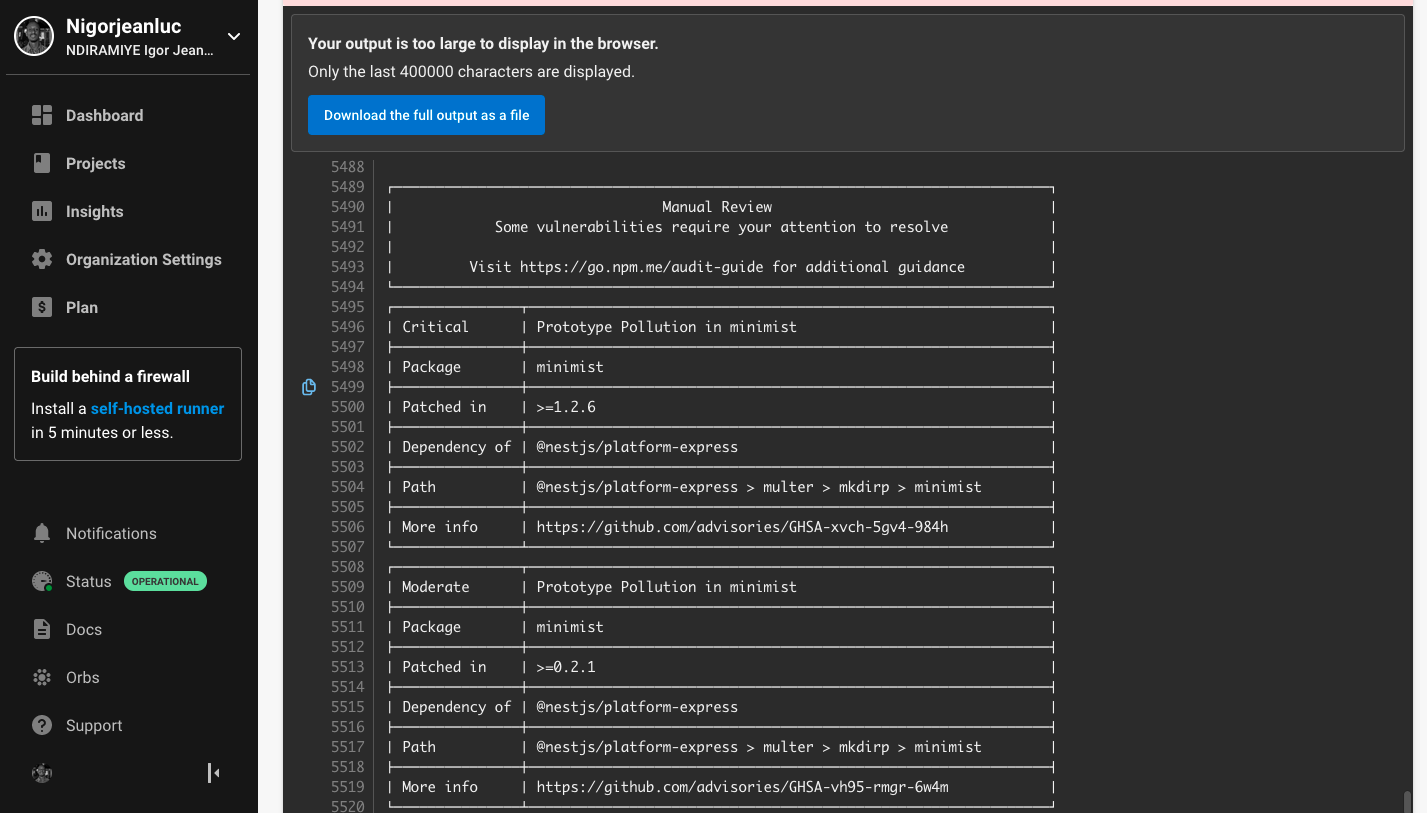 Nigorjeanluc
NDIRAMIYE Igor Jean...
Dashboard
Projects
Insights
Organization Settings
Plan
Build behind a firewall
Install a self-hosted runner
in 5 minutes or less.
Notifications
Status OPERATIONAL
Docs
Orbs
Support
Your output is too large to display in the browser.
Only the last 400000 characters are displayed.
Download the full output as a file
5488
5489
5490 Manual Review
5491 Some vulnerabilities require your attention to resolve
5492
5493 Visit https://go.npm.me/audit-guide for additional guidance
5494
5495
5496 Critical Prototype Pollution in minimist
5497
5498 Package minimist
5499
5500 Patched in >=1.2.6
5501
5502 Dependency of @nestjs/platform-express
5503
5504 Path @nestjs/platform-express > multer > mkdirp > minimist
5505
5506 More info https://github.com/advisories/GHSA-xvch-5gv4-984h
5507
5508
5509 Moderate Prototype Pollution in minimist
5510
5511 Package minimist
5512
5513 Patched in >=0.2.1
5514
5515 Dependency of @nestjs/platform-express
5516
5517 Path @nestjs/platform-express > multer > mkdirp > minimist
5518
5519 More info https://github.com/advisories/GHSA-vh95-rmgr-6w4m
5520